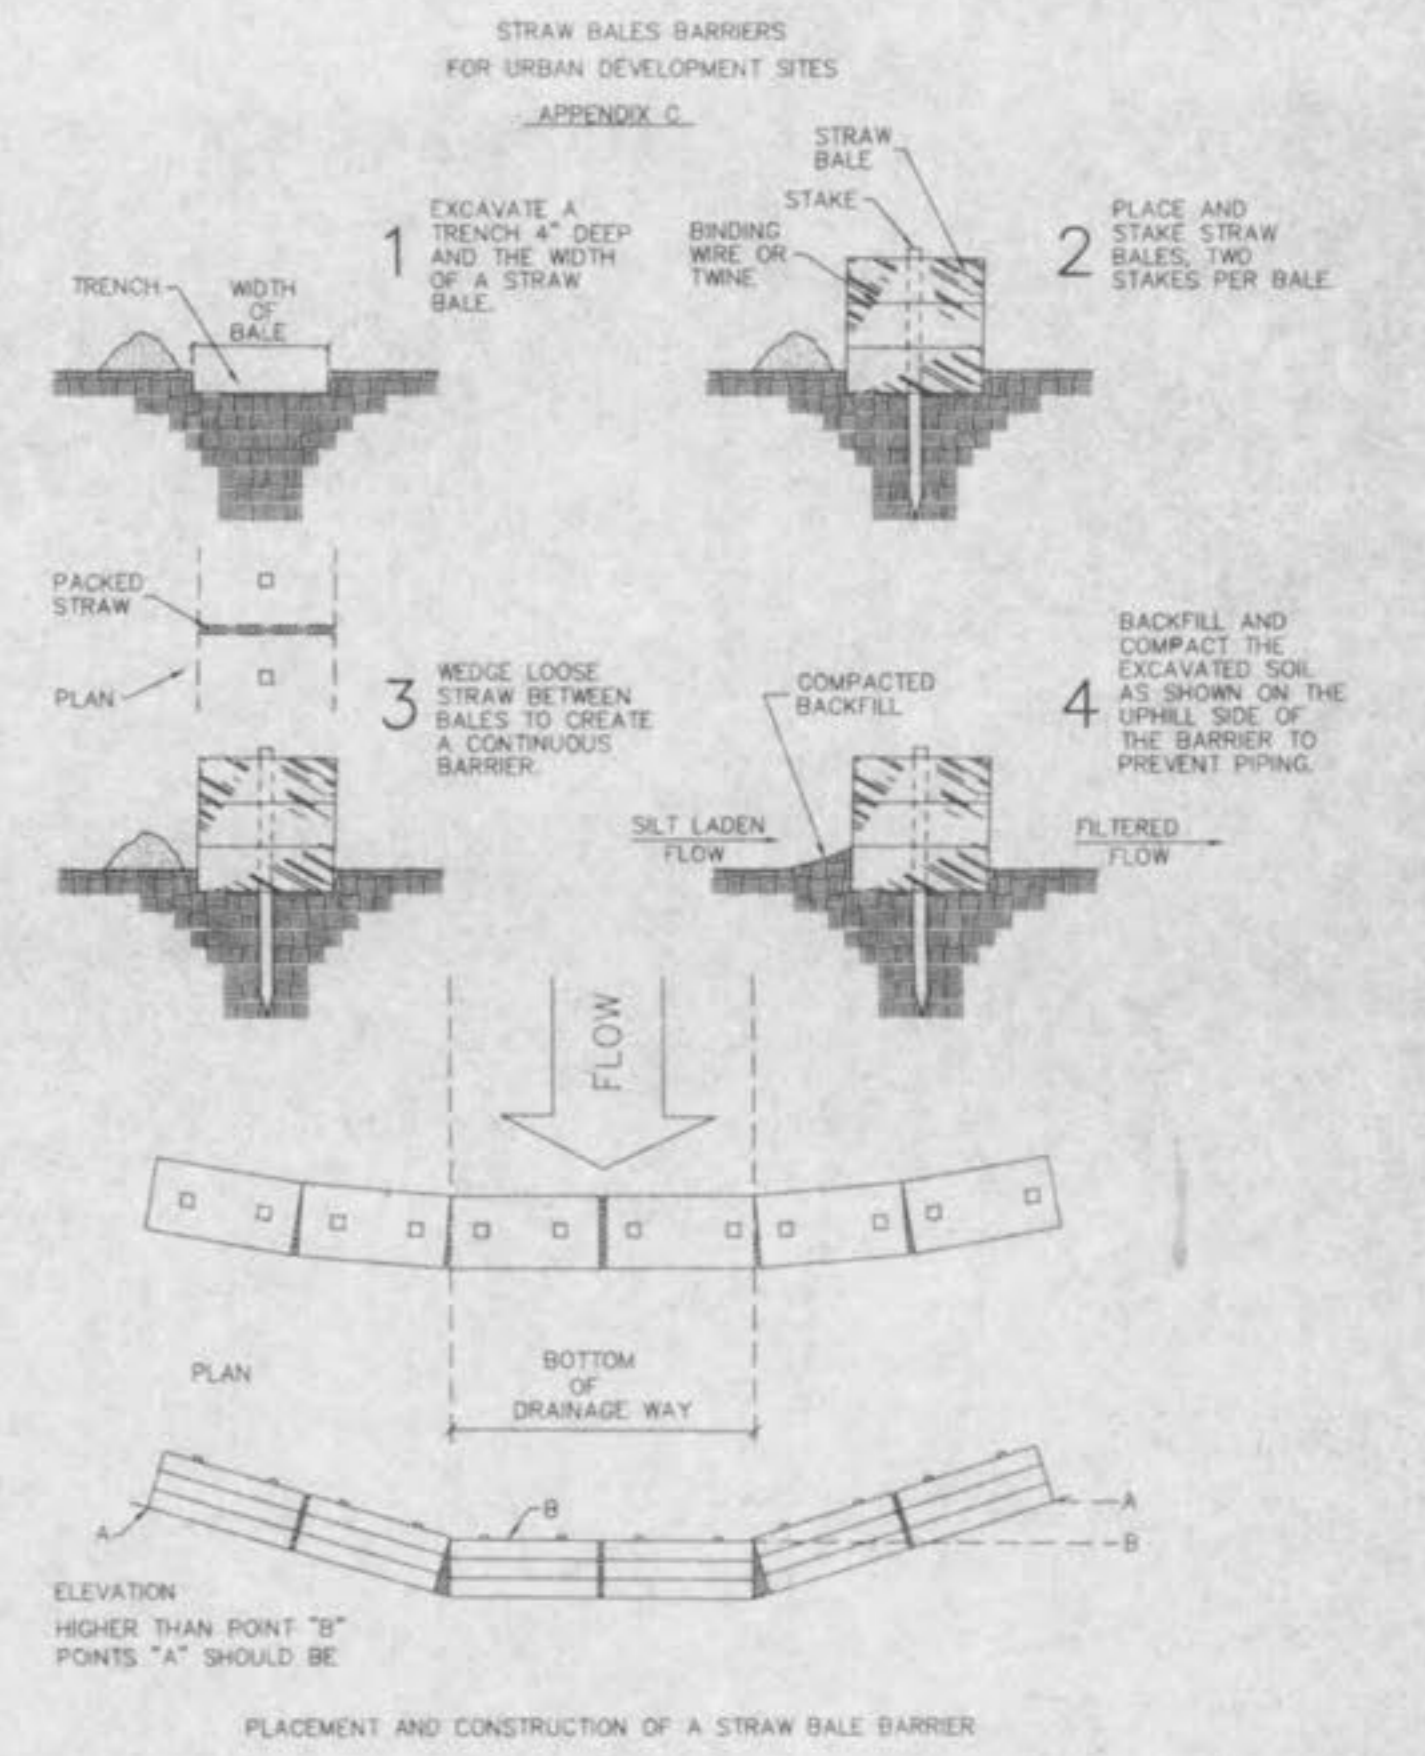 STRAW BALES BARRIERS
FOR URBAN DEVELOPMENT SITES
APPENDIX C
TRENCH
WIDTH
OF
BALE
1
EXCAVATE A
TRENCH 4" DEEP
AND THE WIDTH
OF A STRAW
BALE.
STRAW
BALE
STAKE
BINDING
WIRE OR
TWINE
2
PLACE AND
STAKE STRAW
BALES, TWO
STAKES PER BALE.
PACKED
STRAW
PLAN
3
WEDGE LOOSE
STRAW BETWEEN
BALES TO CREATE
A CONTINUOUS
BARRIER.
COMPACTED
BACKFILL
4
BACKFILL AND
COMPACT THE
EXCAVATED SOIL
AS SHOWN ON THE
UPHILL SIDE OF
THE BARRIER TO
PREVENT PIPING.
SILT LADEN
FLOW
FILTERED
FLOW
FLOW
PLAN
BOTTOM
OF
DRAINAGE WAY
A
B
A
B
ELEVATION
HIGHER THAN POINT "B"
POINTS "A" SHOULD BE
PLACEMENT AND CONSTRUCTION OF A STRAW BALE BARRIER